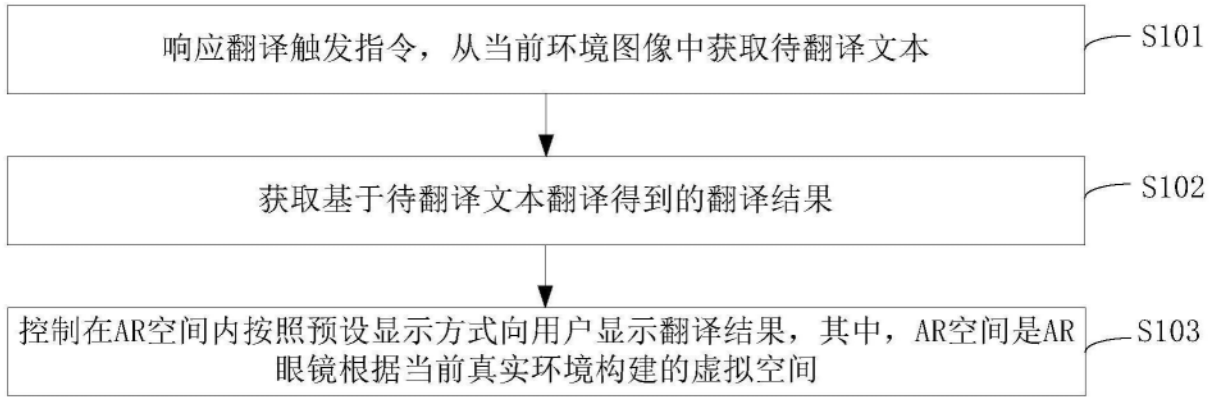 响应翻译触发指令，从当前环境图像中获取待翻译文本
S101
获取基于待翻译文本翻译得到的翻译结果
S102
控制在AR空间内按照预设显示方式向用户显示翻译结果，其中，AR空间是AR
眼镜根据当前真实环境构建的虚拟空间
S103